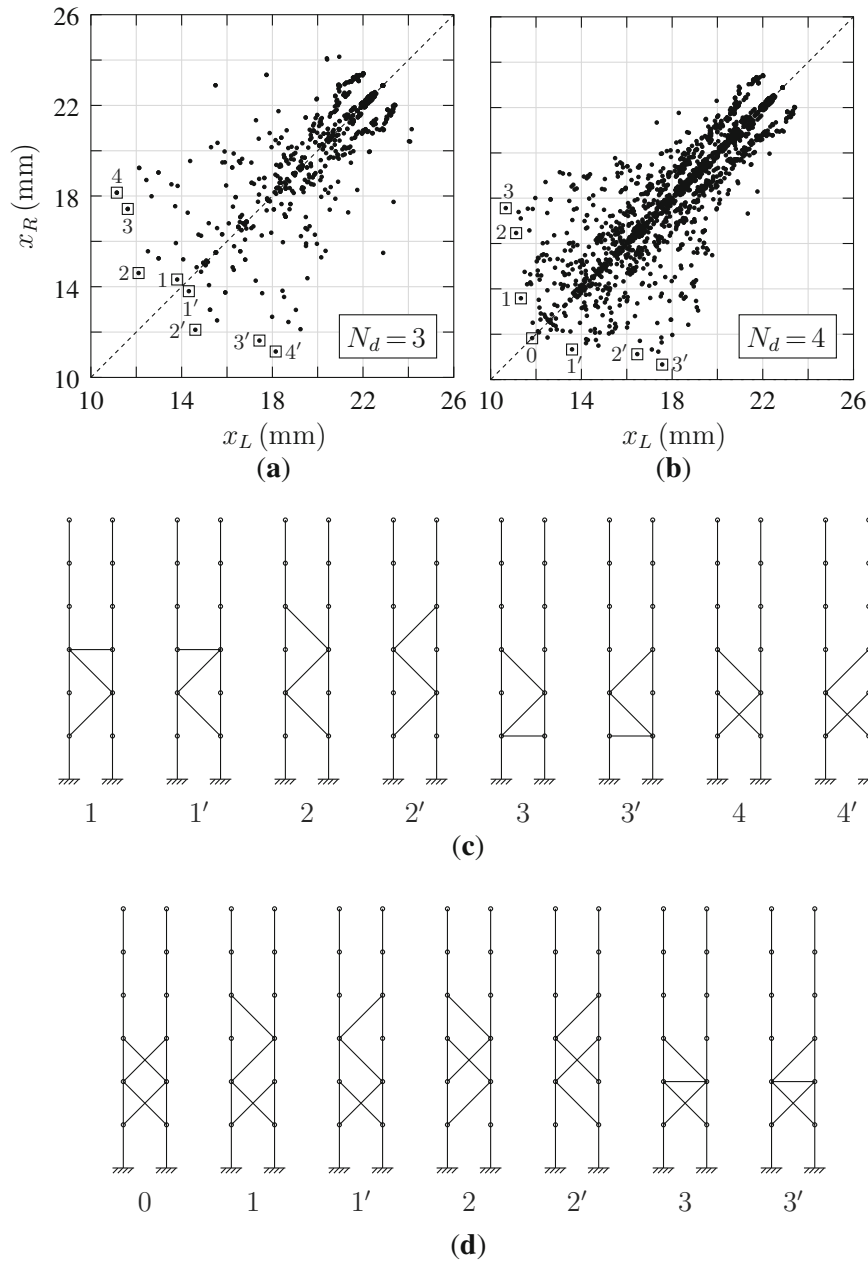 26
22
18
14
10
x_R (mm)
4
3
2
1
1′
2′
3′
4′
N_d = 3
10 14 18 22 26
x_L (mm)
(a)
3
2
1
0
1′
2′
3′
N_d = 4
10 14 18 22 26
x_L (mm)
(b)
1 1′ 2 2′ 3 3′ 4 4′
(c)
0 1 1′ 2 2′ 3 3′
(d)